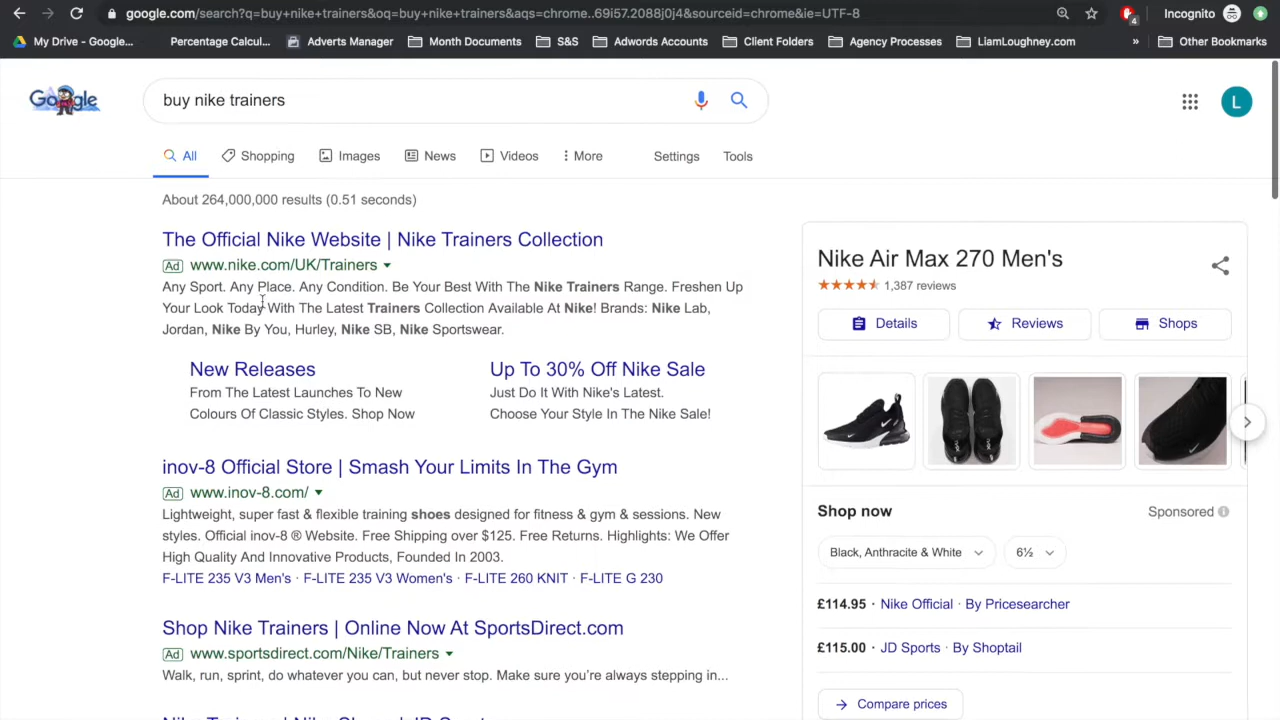 google.com/search?q=buy+nike+trainers&oq=buy+nike+trainers&aqs=chrome..69i57.2088j0j4&sourceid=chrome&ie=UTF-8
4
Incognito
My Drive - Google...
Percentage Calcul...
Adverts Manager
Month Documents
S&S
Adwords Accounts
Client Folders
Agency Processes
LiamLoughney.com
»
Other Bookmarks
Google
buy nike trainers
L
All
Shopping
Images
News
Videos
More
Settings
Tools
About 264,000,000 results (0.51 seconds)
The Official Nike Website | Nike Trainers Collection
Ad www.nike.com/UK/Trainers
Any Sport. Any Place. Any Condition. Be Your Best With The Nike Trainers Range. Freshen Up
Your Look Today With The Latest Trainers Collection Available At Nike! Brands: Nike Lab,
Jordan, Nike By You, Hurley, Nike SB, Nike Sportswear.
New Releases
From The Latest Launches To New
Colours Of Classic Styles. Shop Now
Up To 30% Off Nike Sale
Just Do It With Nike's Latest.
Choose Your Style In The Nike Sale!
inov-8 Official Store | Smash Your Limits In The Gym
Ad www.inov-8.com/
Lightweight, super fast & flexible training shoes designed for fitness & gym & sessions. New
styles. Official inov-8 ® Website. Free Shipping over $125. Free Returns. Highlights: We Offer
High Quality And Innovative Products, Founded In 2003.
F-LITE 235 V3 Men's · F-LITE 235 V3 Women's · F-LITE 260 KNIT · F-LITE G 230
Shop Nike Trainers | Online Now At SportsDirect.com
Ad www.sportsdirect.com/Nike/Trainers
Walk, run, sprint, do whatever you can, but never stop. Make sure you're always stepping in...
Nike Air Max 270 Men's
1,387 reviews
Details
Reviews
Shops
Shop now
Sponsored
Black, Anthracite & White
6½
£114.95 · Nike Official · By Pricesearcher
£115.00 · JD Sports · By Shoptail
Compare prices